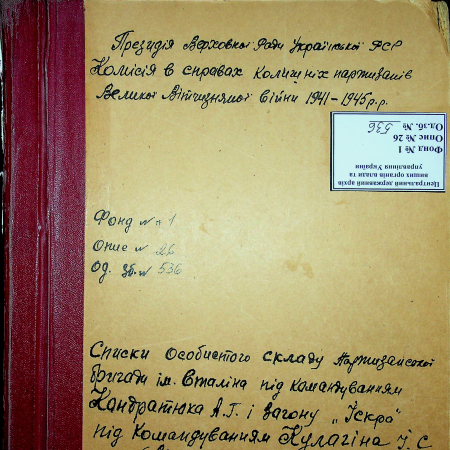 Президія Верховної Ради Української РСР
Комісія в справах колишніх партизанів
Великої Вітчизняної війни 1941-1945 р.р.
Центральний державний архів
вищих органів влади та
управління України
Фонд № 1
Опис № 26
Од.зб. № 536
Фонд № 1
Опис № 26
Од. зб. № 536
Списки особистого складу партизанської
бригади ім. Сталіна під командуванням
Кондратюка А.Г. і загону „Іскра"
під командуванням Кулагіна І. С